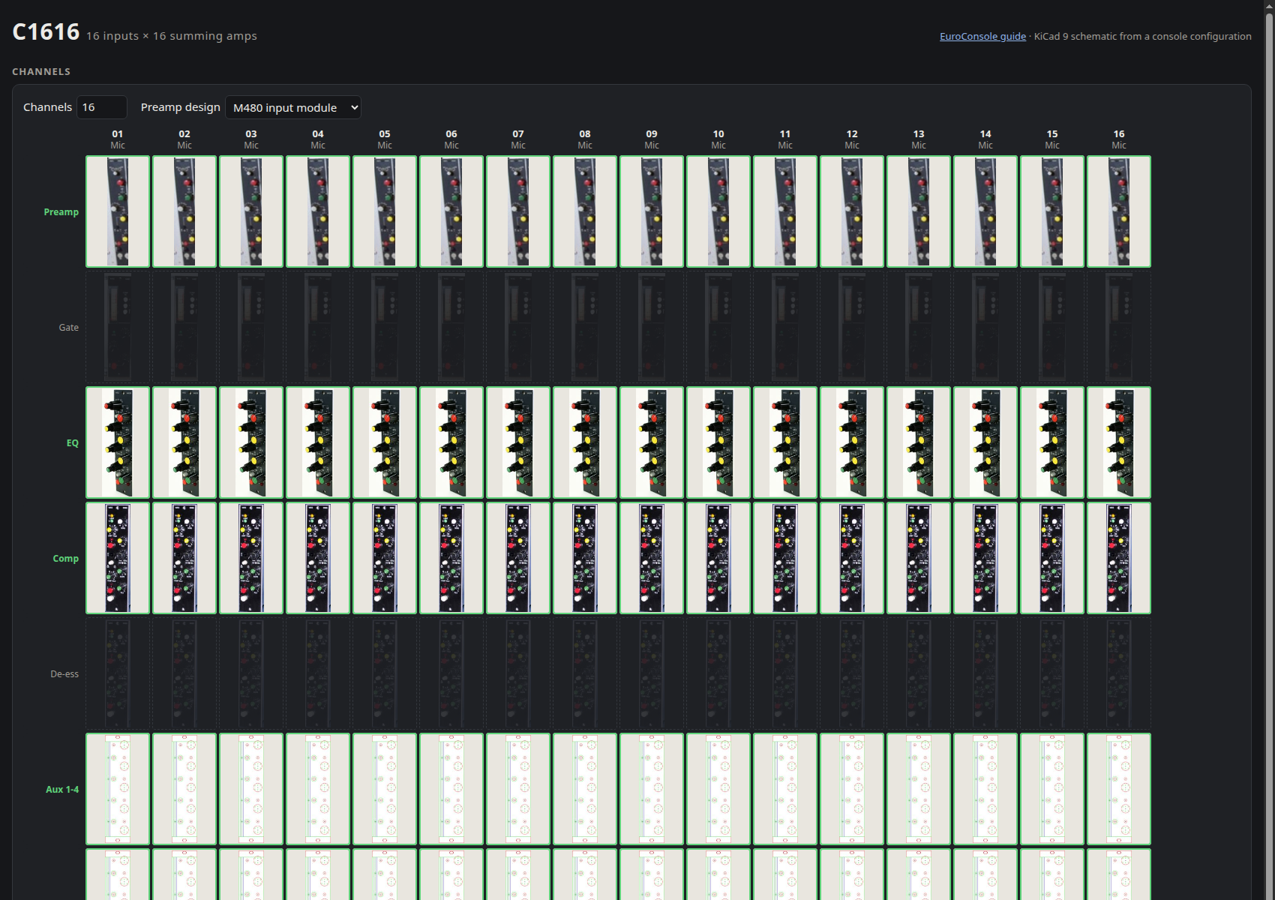 C1616 16 inputs × 16 summing amps
EuroConsole guide · KiCad 9 schematic from a console configuration
CHANNELS
Channels 16 Preamp design M480 input module
01 02 03 04 05 06 07 08 09 10 11 12 13 14 15 16
Mic Mic Mic Mic Mic Mic Mic Mic Mic Mic Mic Mic Mic Mic Mic Mic
Preamp
Gate
EQ
Comp
De-ess
Aux 1-4